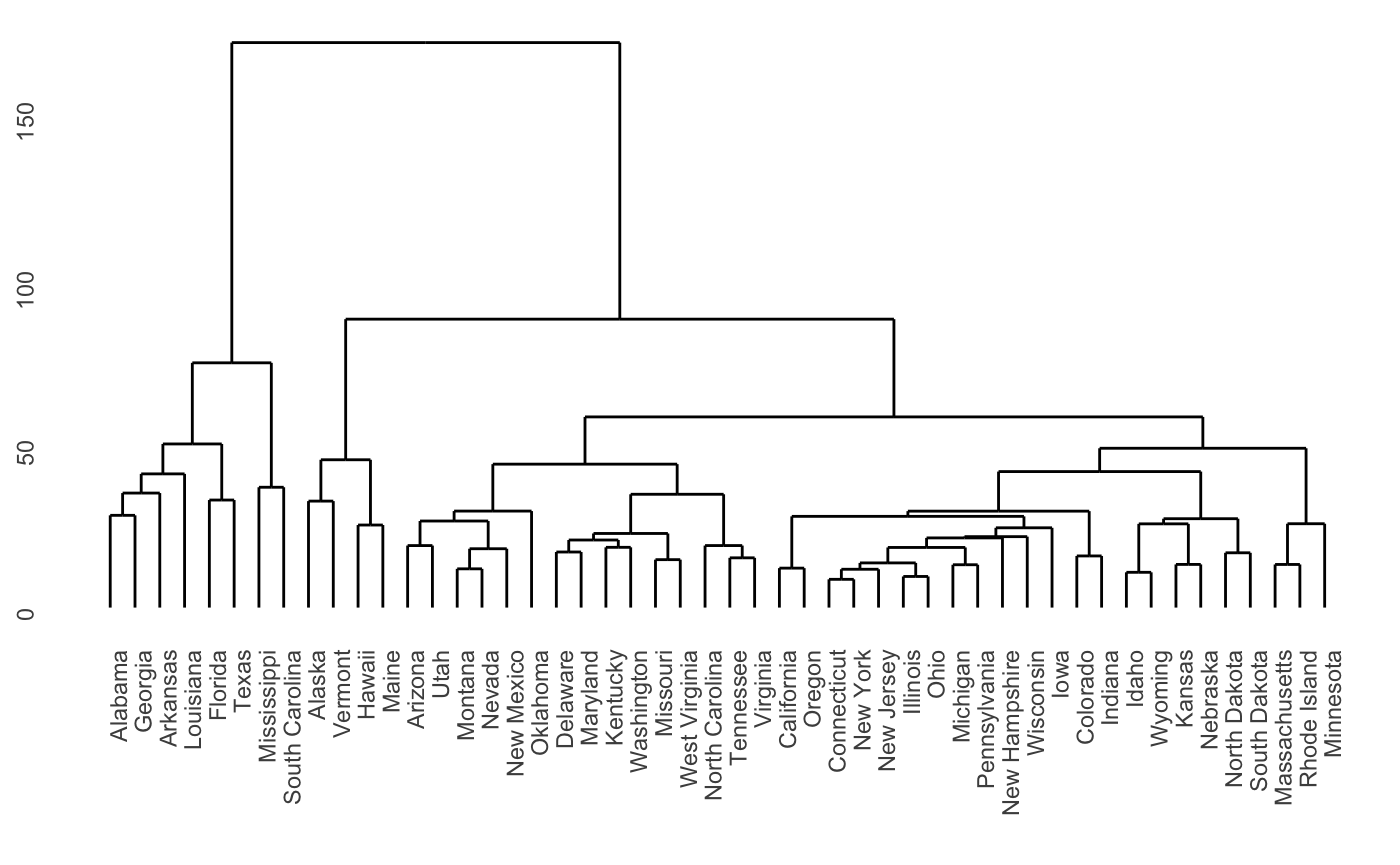 150
100
50
0
Alabama
Georgia
Arkansas
Louisiana
Florida
Texas
Mississippi
South Carolina
Alaska
Vermont
Hawaii
Maine
Arizona
Utah
Montana
Nevada
New Mexico
Oklahoma
Delaware
Maryland
Kentucky
Washington
Missouri
West Virginia
North Carolina
Tennessee
Virginia
California
Oregon
Connecticut
New York
New Jersey
Illinois
Ohio
Michigan
Pennsylvania
New Hampshire
Wisconsin
Iowa
Colorado
Indiana
Idaho
Wyoming
Kansas
Nebraska
North Dakota
South Dakota
Massachusetts
Rhode Island
Minnesota